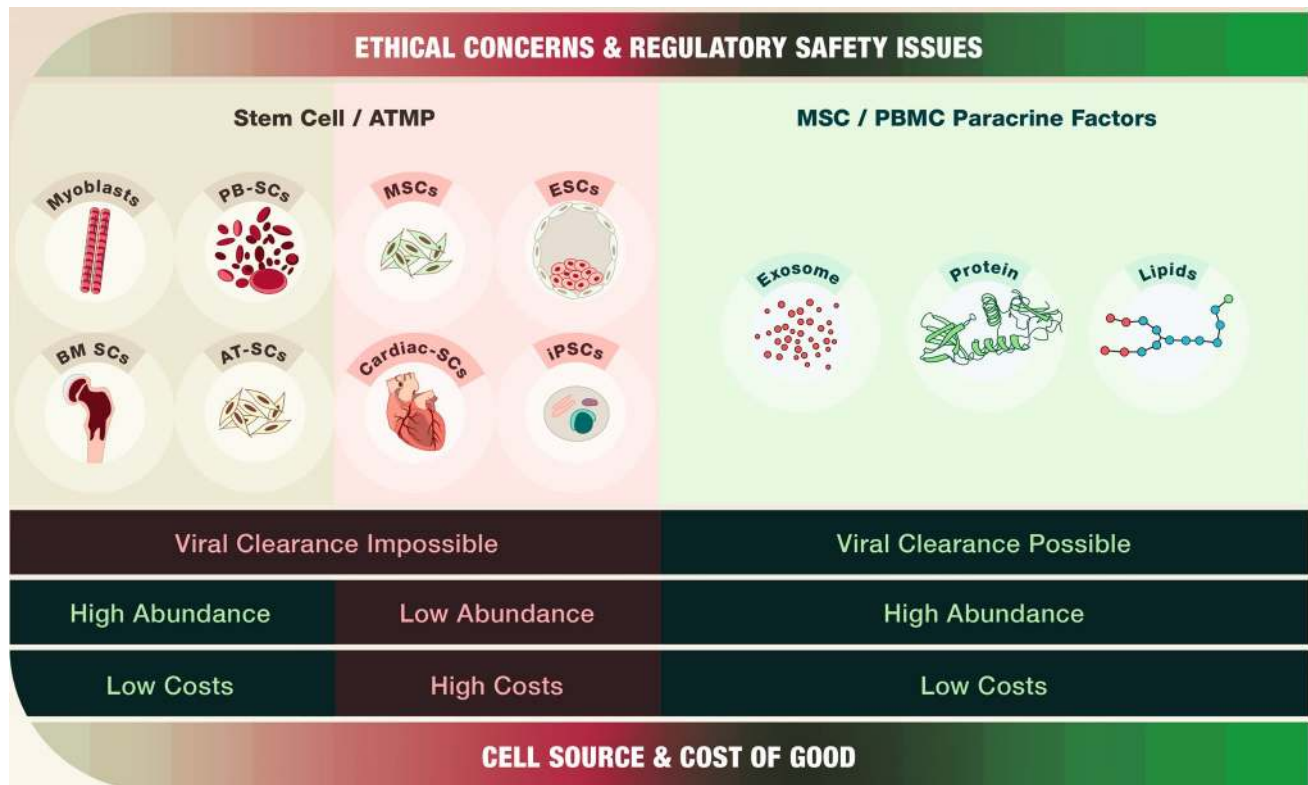 ETHICAL CONCERNS & REGULATORY SAFETY ISSUES
Stem Cell / ATMP
MSC / PBMC Paracrine Factors
Myoblasts
PB-SCs
MSCs
ESCs
BM SCs
AT-SCs
Cardiac-SCs
iPSCs
Exosome
Protein
Lipids
Viral Clearance Impossible
Viral Clearance Possible
High Abundance
Low Abundance
High Abundance
Low Costs
High Costs
Low Costs
CELL SOURCE & COST OF GOOD